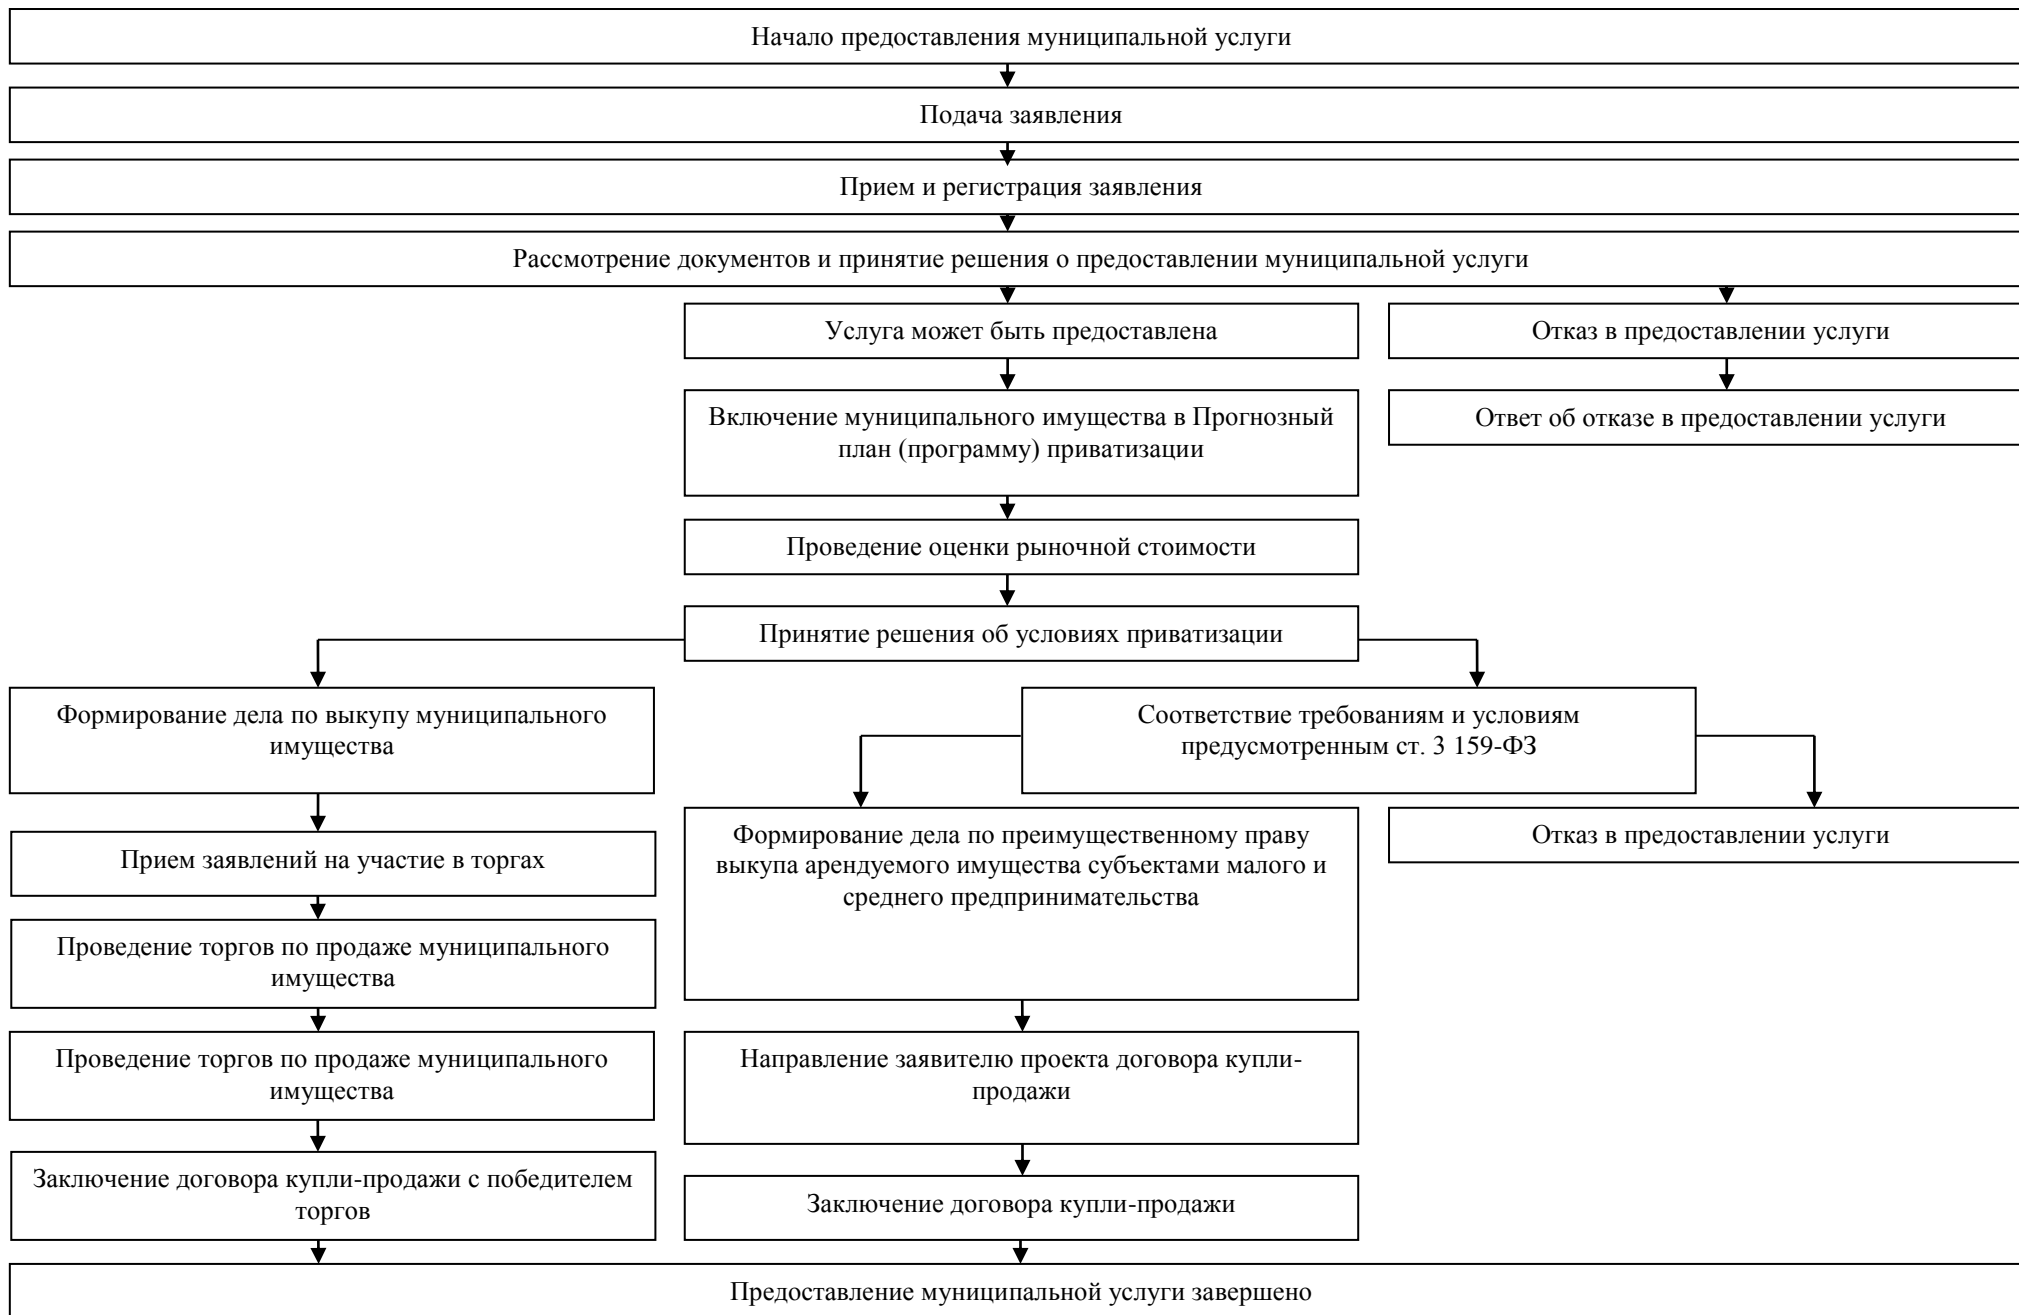 Начало предоставления муниципальной услуги
Подача заявления
Прием и регистрация заявления
Рассмотрение документов и принятие решения о предоставлении муниципальной услуги
Услуга может быть предоставлена
Отказ в предоставлении услуги
Включение муниципального имущества в Прогнозный
план (программу) приватизации
Ответ об отказе в предоставлении услуги
Проведение оценки рыночной стоимости
Принятие решения об условиях приватизации
Формирование дела по выкупу муниципального
имущества
Соответствие требованиям и условиям
предусмотренным ст. 3 159-ФЗ
Прием заявлений на участие в торгах
Формирование дела по преимущественному праву
выкупа арендуемого имущества субъектами малого и
среднего предпринимательства
Отказ в предоставлении услуги
Проведение торгов по продаже муниципального
имущества
Проведение торгов по продаже муниципального
имущества
Направление заявителю проекта договора купли-
продажи
Заключение договора купли-продажи с победителем
торгов
Заключение договора купли-продажи
Предоставление муниципальной услуги завершено